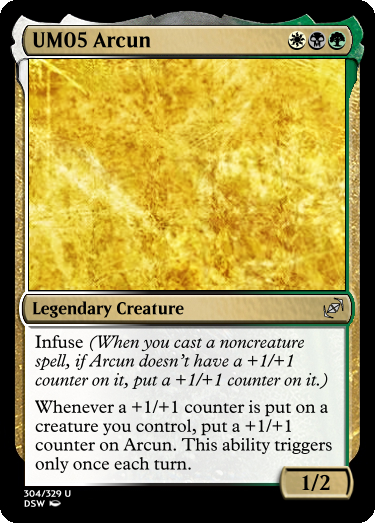 UM05 Arcun
Legendary Creature
Infuse (When you cast a noncreature
spell, if Arcun doesn't have a +1/+1
counter on it, put a +1/+1 counter on it.)
Whenever a +1/+1 counter is put on a
creature you control, put a +1/+1
counter on Arcun. This ability triggers
only once each turn.
1/2
304/329 U
DSW